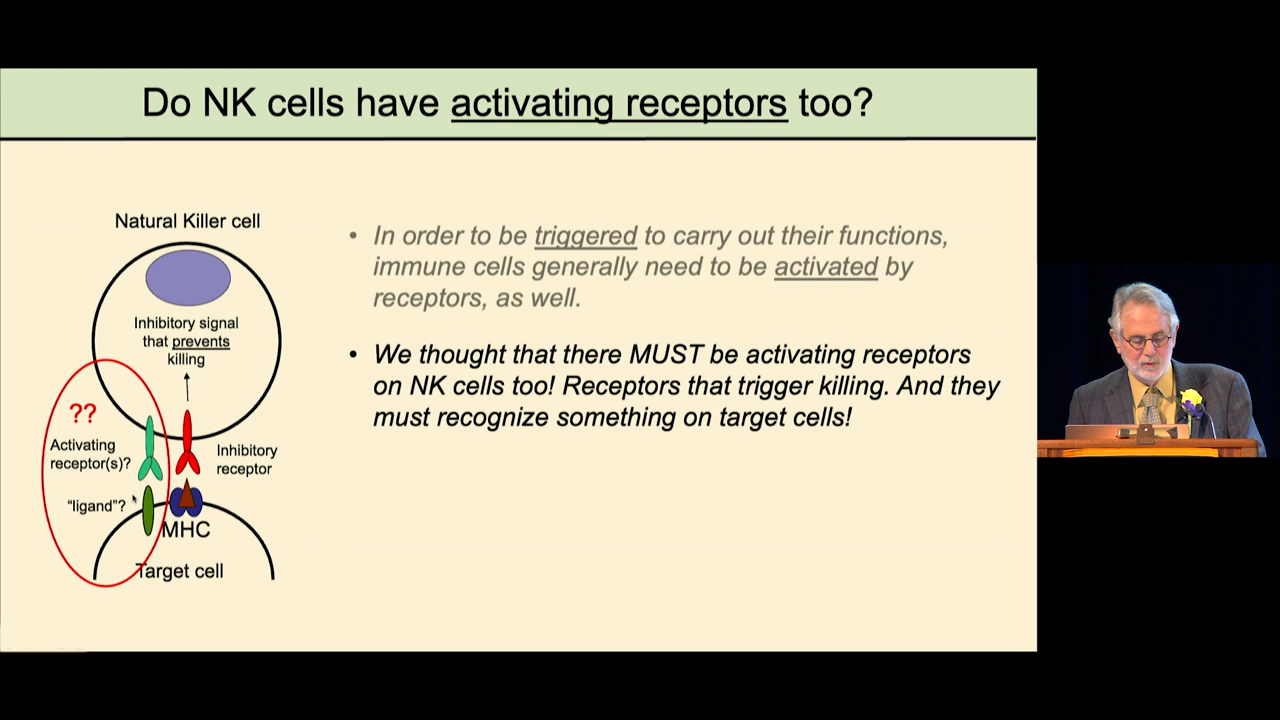 Do NK cells have activating receptors too?
Natural Killer cell
Inhibitory signal
that prevents
killing
??
Activating
receptor(s)?
"ligand"?
Inhibitory
receptor
MHC
Target cell
• In order to be triggered to carry out their functions,
immune cells generally need to be activated by
receptors, as well.
• We thought that there MUST be activating receptors
on NK cells too! Receptors that trigger killing. And they
must recognize something on target cells!